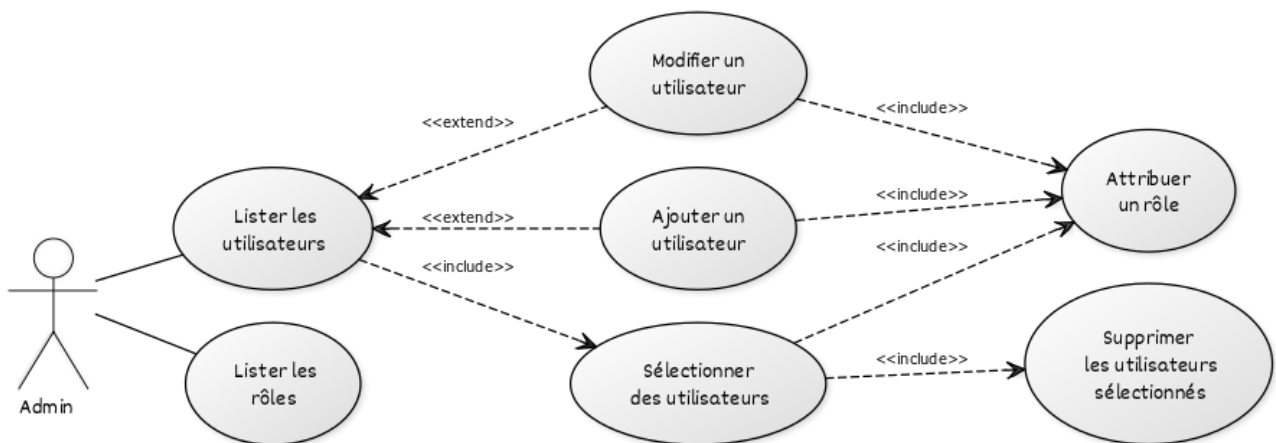 Modifier un
utilisateur
<<extend>>
<<include>>
Attribuer
un rôle
Lister les
utilisateurs
<<extend>>
Ajouter un
utilisateur
<<include>>
<<include>>
<<include>>
Supprimer
les utilisateurs
sélectionnés
Sélectionner
des utilisateurs
<<include>>
Lister les
rôles
Admin